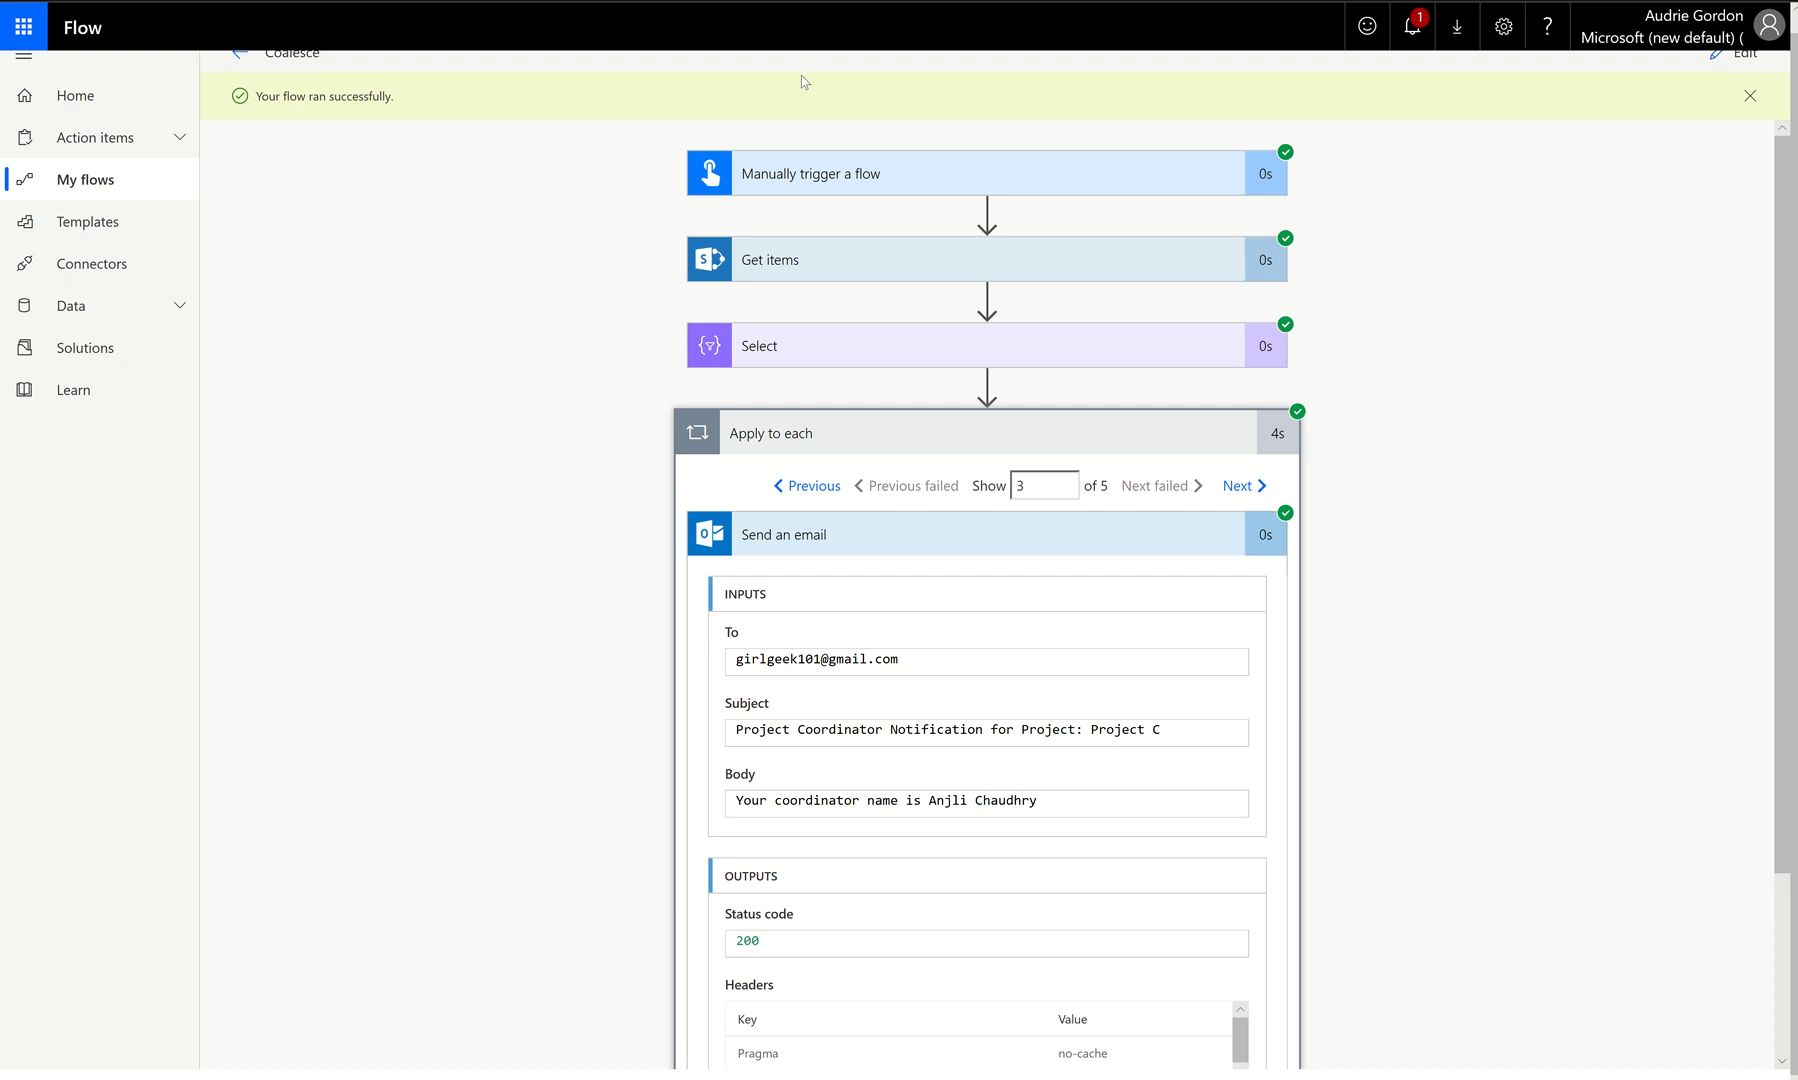 Flow
1
?
Audrie Gordon
Microsoft (new default) (
Coalesce
Edit
Your flow ran successfully.
Home
Action items
My flows
Templates
Connectors
Data
Solutions
Learn
Manually trigger a flow
0s
S
Get items
0s
Select
0s
Apply to each
4s
Previous
Previous failed
Show
3
of 5
Next failed
Next
Send an email
0s
INPUTS
To
girlgeek101@gmail.com
Subject
Project Coordinator Notification for Project: Project C
Body
Your coordinator name is Anjli Chaudhry
OUTPUTS
Status code
200
Headers
Key
Value
Pragma
no-cache